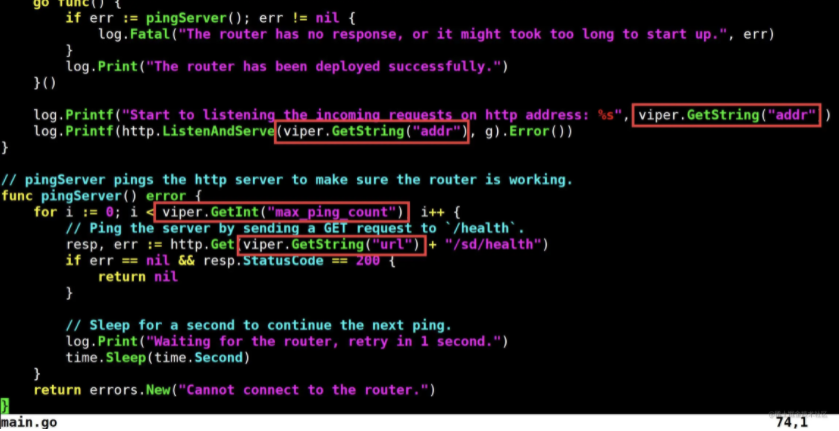 go func() {
if err := pingServer(); err != nil {
log.Fatal("The router has no response, or it might took too long to start up.", err)
}
log.Print("The router has been deployed successfully.")
}()
log.Printf("Start to listening the incoming requests on http address: %s", viper.GetString("addr")
log.Printf(http.ListenAndServe(viper.GetString("addr"), g).Error())
}
// pingServer pings the http server to make sure the router is working.
func pingServer() error {
for i := 0; i < viper.GetInt("max_ping_count") i++ {
// Ping the server by sending a GET request to `/health`.
resp, err := http.Get(viper.GetString("url") + "/sd/health")
if err == nil && resp.StatusCode == 200 {
return nil
}
// Sleep for a second to continue the next ping.
log.Print("Waiting for the router, retry in 1 second.")
time.Sleep(time.Second)
}
return errors.New("Cannot connect to the router.")
}
main.go 74,1